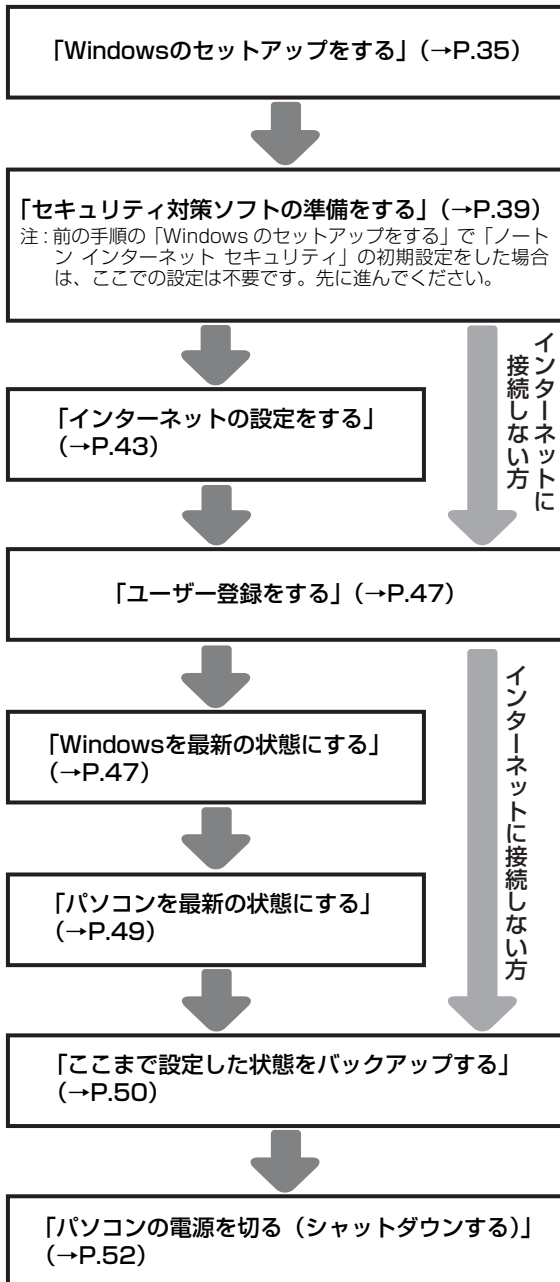 「Windowsのセットアップをする」（→P.35）
「セキュリティ対策ソフトの準備をする」（→P.39）
注：前の手順の「Windows のセットアップをする」で「ノート
ン インターネット セキュリティ」の初期設定をした場合
は、ここでの設定は不要です。先に進んでください。
インターネットに
接続しない方
「インターネットの設定をする」
（→P.43）
「ユーザー登録をする」（→P.47）
インターネットに接続しない方
「Windowsを最新の状態にする」
（→P.47）
「パソコンを最新の状態にする」
（→P.49）
「ここまで設定した状態をバックアップする」
（→P.50）
「パソコンの電源を切る（シャットダウンする）」
（→P.52）